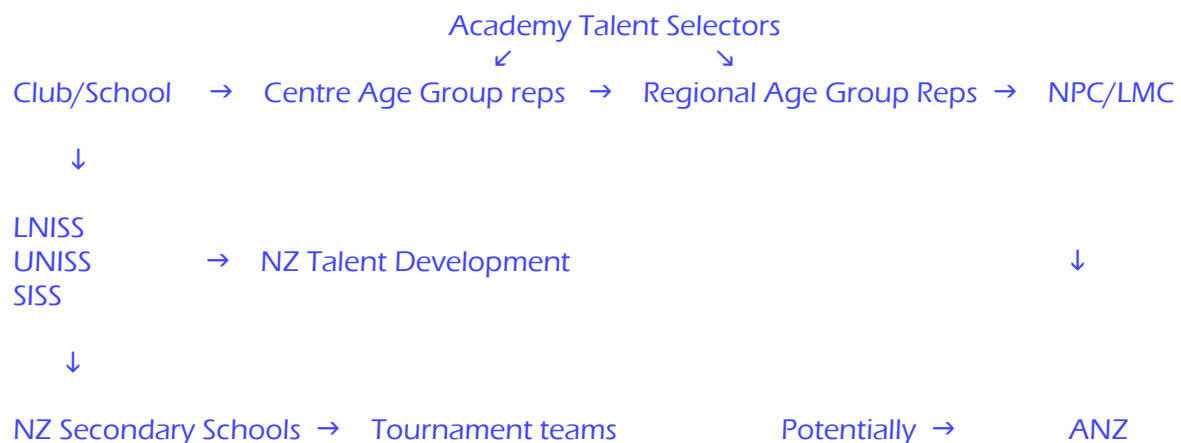 Academy Talent Selectors
↙ ↘
Club/School → Centre Age Group reps → Regional Age Group Reps → NPC/LMC
↓
LNISS
UNISS → NZ Talent Development ↓
SISS
↓
NZ Secondary Schools → Tournament teams Potentially → ANZ